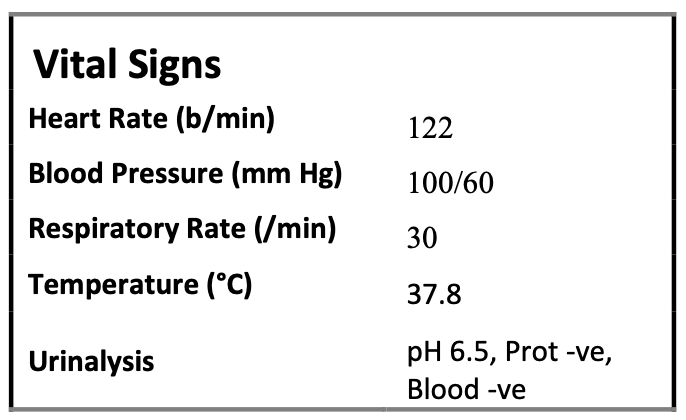 Vital Signs
Heart Rate (b/min) 122
Blood Pressure (mm Hg) 100/60
Respiratory Rate (/min) 30
Temperature (°C) 37.8
Urinalysis pH 6.5, Prot -ve,
Blood -ve